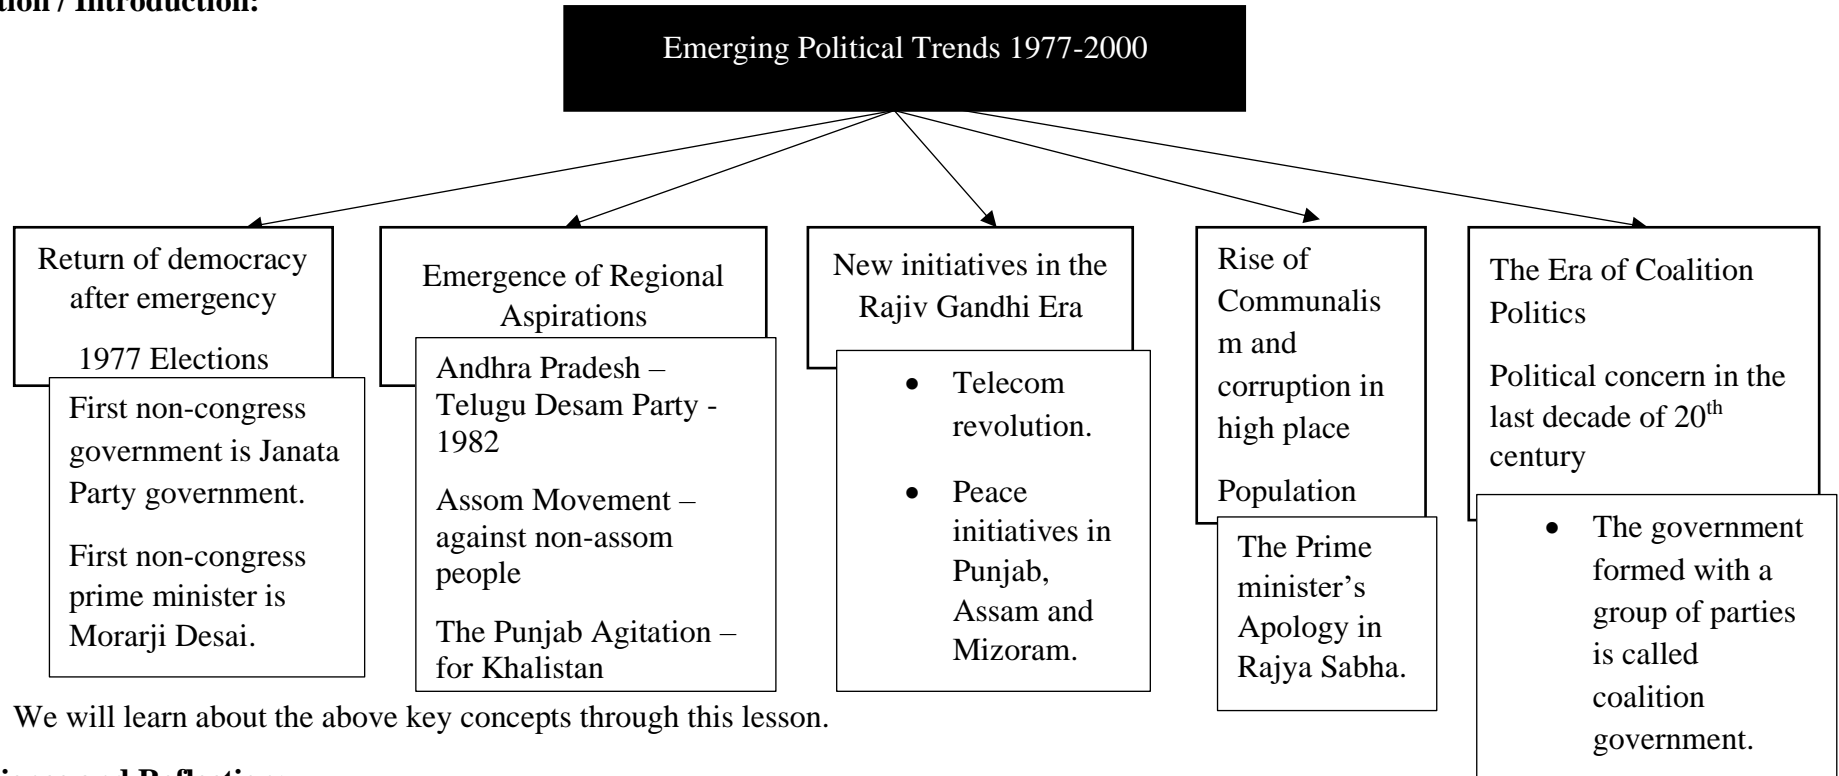 tion / Introduction:
Emerging Political Trends 1977-2000
Return of democracy
after emergency
1977 Elections
First non-congress
government is Janata
Party government.
First non-congress
prime minister is
Morarji Desai.
Emergence of Regional
Aspirations
Andhra Pradesh –
Telugu Desam Party -
1982
Assom Movement –
against non-assom
people
The Punjab Agitation –
for Khalistan
New initiatives in the
Rajiv Gandhi Era
• Telecom
revolution.
• Peace
initiatives in
Punjab,
Assam and
Mizoram.
Rise of
Communalis
m and
corruption in
high place
Population
The Prime
minister’s
Apology in
Rajya Sabha.
The Era of Coalition
Politics
Political concern in the
last decade of 20th
century
• The government
formed with a
group of parties
is called
coalition
government.
We will learn about the above key concepts through this lesson.
and Reflection: